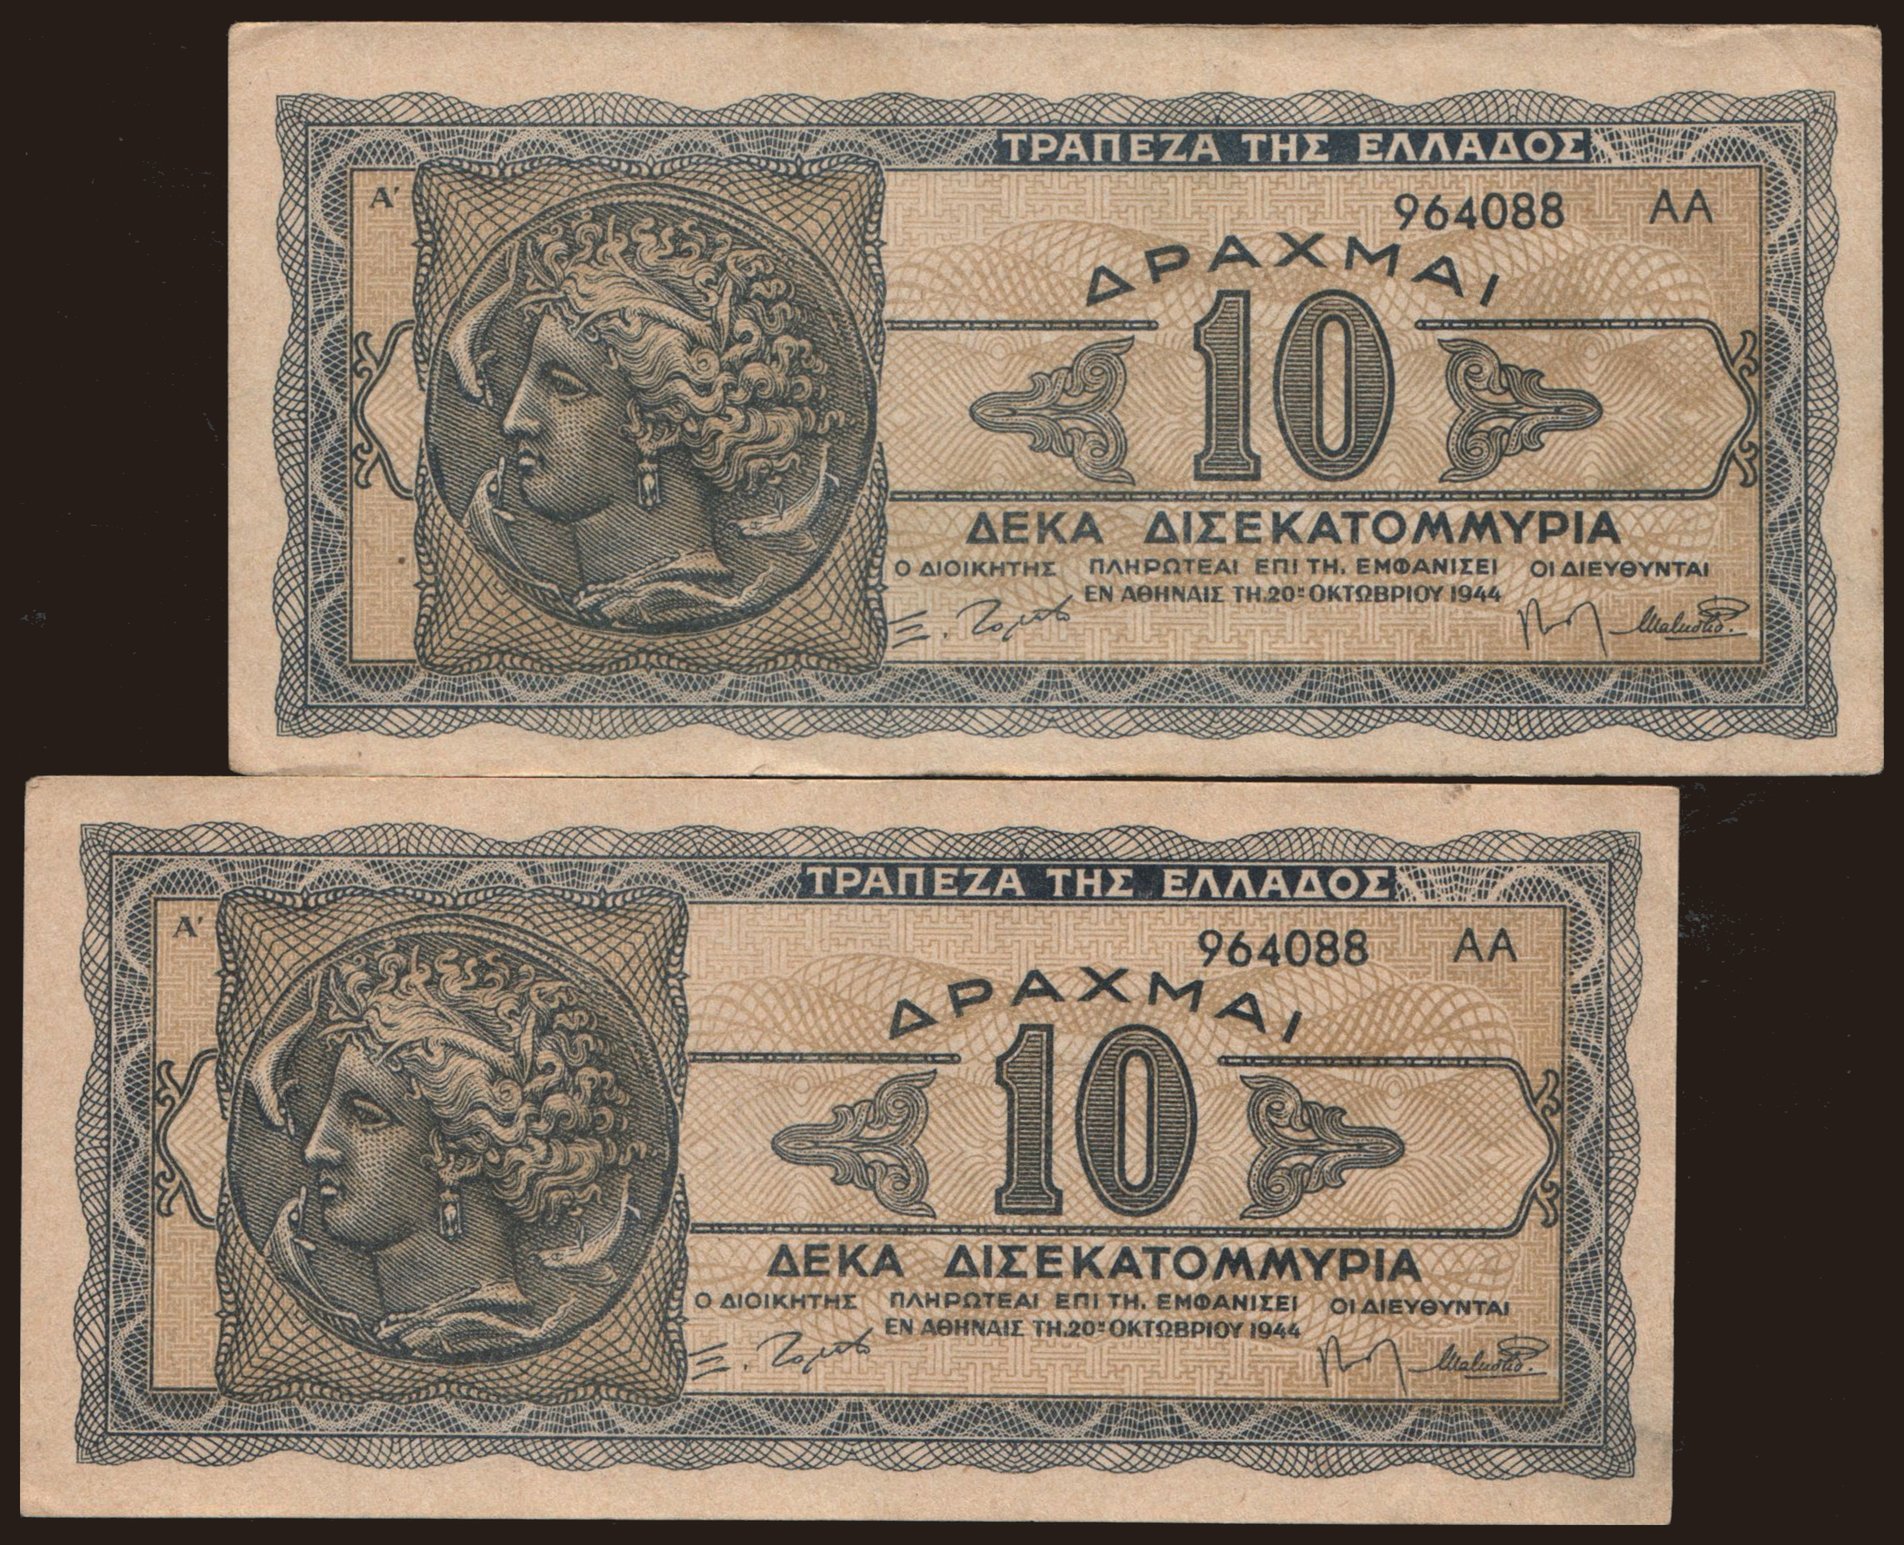 ΤΡΑΠΕΖΑ ΤΗΣ ΕΛΛΑΔΟΣ
Α′ 964088 ΑΑ
ΔΡΑΧΜΑΙ
10
ΔΕΚΑ ΔΙΣΕΚΑΤΟΜΜΥΡΙΑ
Ο ΔΙΟΙΚΗΤΗΣ ΠΛΗΡΩΤΕΑΙ ΕΠΙ ΤΗ, ΕΜΦΑΝΙΣΕΙ ΟΙ ΔΙΕΥΘΥΝΤΑΙ
ΕΝ ΑΘΗΝΑΙΣ ΤΗ, 20ῌ ΟΚΤΩΒΡΙΟΥ 1944
ΤΡΑΠΕΖΑ ΤΗΣ ΕΛΛΑΔΟΣ
Α′ 964088 ΑΑ
ΔΡΑΧΜΑΙ
10
ΔΕΚΑ ΔΙΣΕΚΑΤΟΜΜΥΡΙΑ
Ο ΔΙΟΙΚΗΤΗΣ ΠΛΗΡΩΤΕΑΙ ΕΠΙ ΤΗ, ΕΜΦΑΝΙΣΕΙ ΟΙ ΔΙΕΥΘΥΝΤΑΙ
ΕΝ ΑΘΗΝΑΙΣ ΤΗ, 20ῌ ΟΚΤΩΒΡΙΟΥ 1944